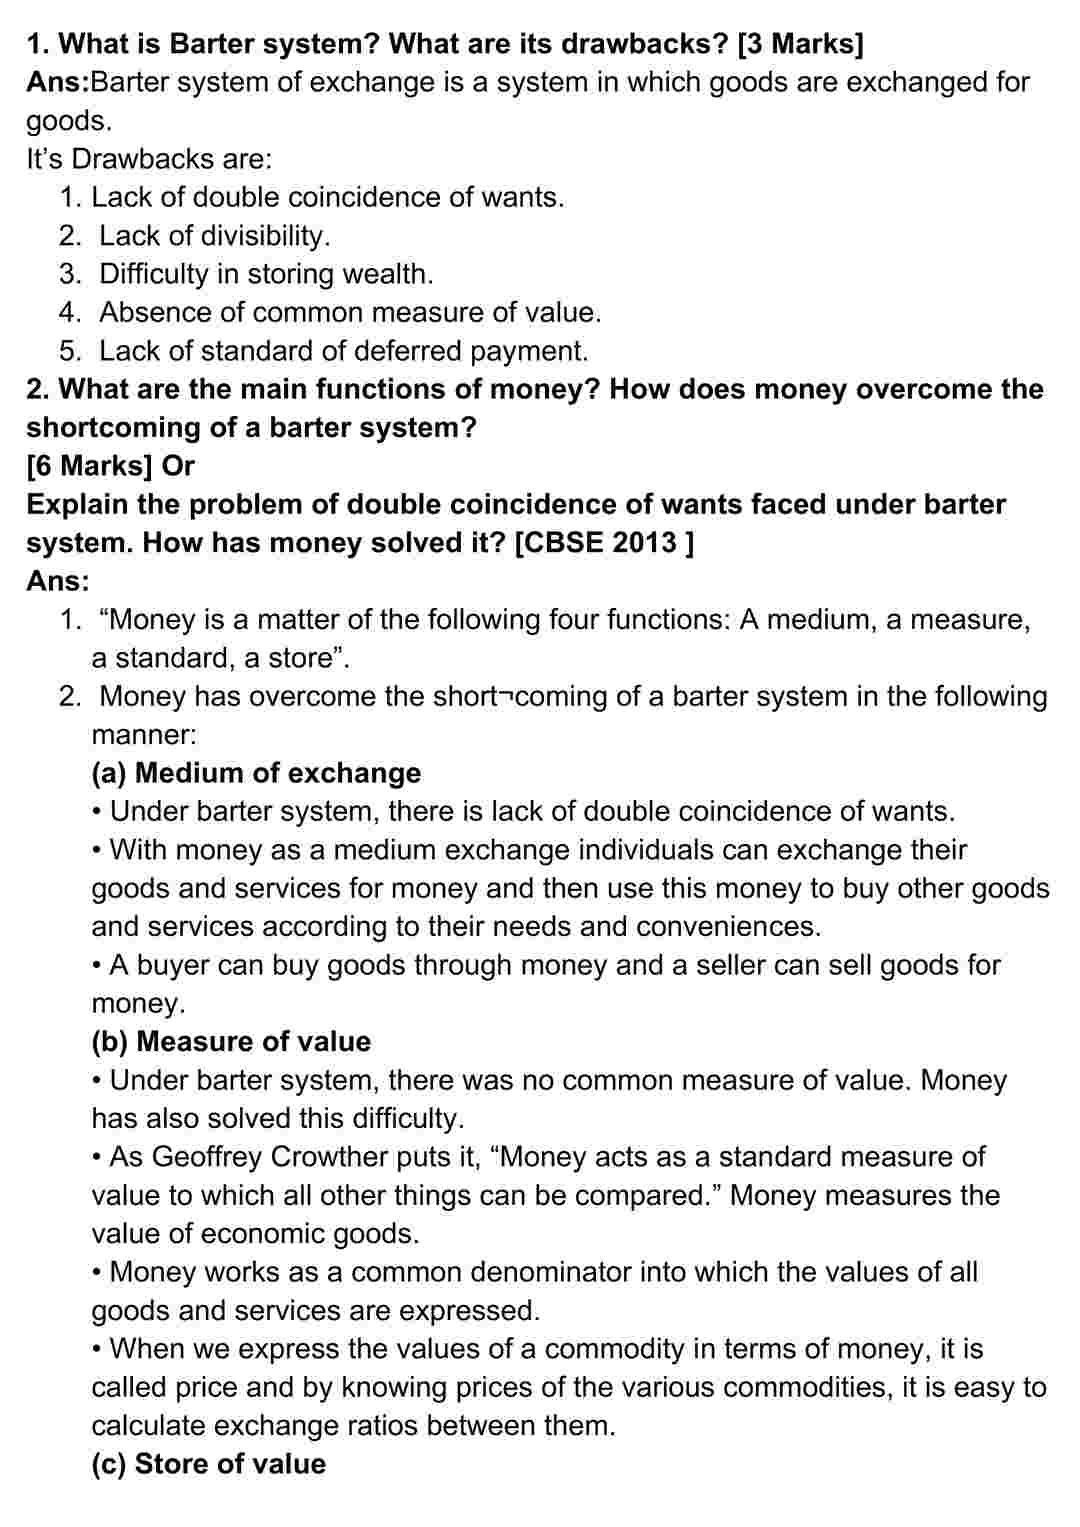 1. What is Barter system? What are its drawbacks? [3 Marks]
Ans:Barter system of exchange is a system in which goods are exchanged for
goods.
It’s Drawbacks are:
1. Lack of double coincidence of wants.
2. Lack of divisibility.
3. Difficulty in storing wealth.
4. Absence of common measure of value.
5. Lack of standard of deferred payment.
2. What are the main functions of money? How does money overcome the
shortcoming of a barter system?
[6 Marks] Or
Explain the problem of double coincidence of wants faced under barter
system. How has money solved it? [CBSE 2013 ]
Ans:
1. “Money is a matter of the following four functions: A medium, a measure,
a standard, a store”.
2. Money has overcome the short¬coming of a barter system in the following
manner:
(a) Medium of exchange
• Under barter system, there is lack of double coincidence of wants.
• With money as a medium exchange individuals can exchange their
goods and services for money and then use this money to buy other goods
and services according to their needs and conveniences.
• A buyer can buy goods through money and a seller can sell goods for
money.
(b) Measure of value
• Under barter system, there was no common measure of value. Money
has also solved this difficulty.
• As Geoffrey Crowther puts it, “Money acts as a standard measure of
value to which all other things can be compared.” Money measures the
value of economic goods.
• Money works as a common denominator into which the values of all
goods and services are expressed.
• When we express the values of a commodity in terms of money, it is
called price and by knowing prices of the various commodities, it is easy to
calculate exchange ratios between them.
(c) Store of value